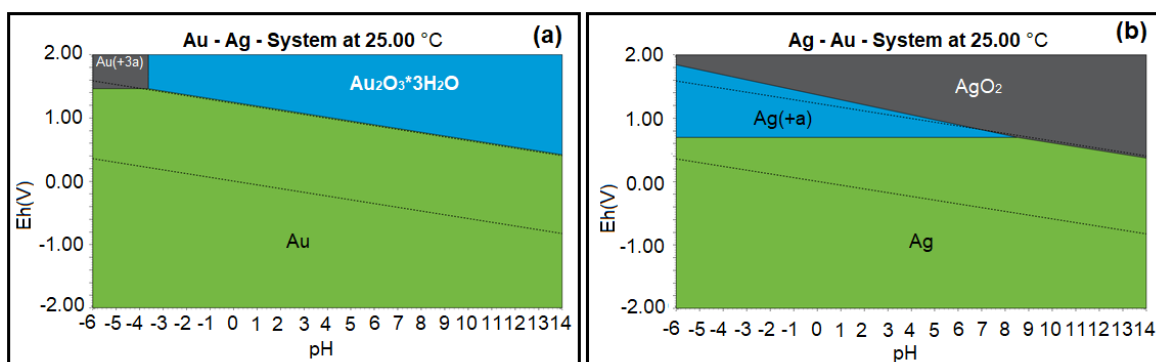 Au - Ag - System at 25.00 °C
(a)
2.00
1.00
0.00
-1.00
-2.00
Eh(V)
Au(+3a)
Au₂O₃*3H₂O
Au
-6 -5 -4 -3 -2 -1 0 1 2 3 4 5 6 7 8 9 10 11 12 13 14
pH
Ag - Au - System at 25.00 °C
(b)
2.00
1.00
0.00
-1.00
-2.00
Eh(V)
AgO₂
Ag(+a)
Ag
-6 -5 -4 -3 -2 -1 0 1 2 3 4 5 6 7 8 9 10 11 12 13 14
pH